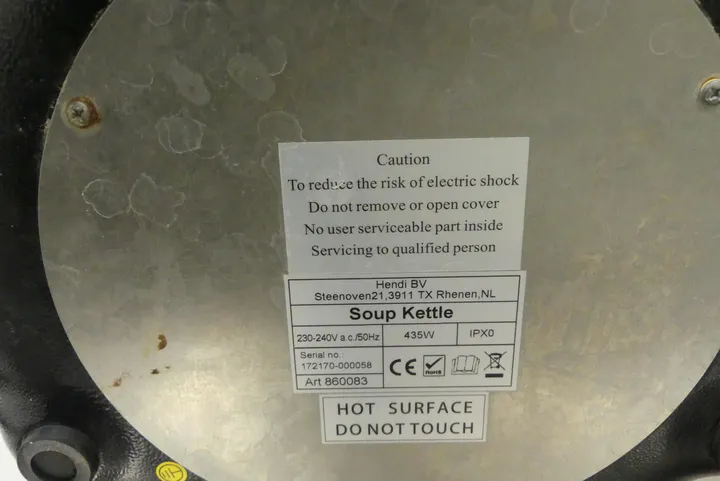 Caution
To reduce the risk of electric shock
Do not remove or open cover
No user serviceable part inside
Servicing to qualified person
Hendi BV
Steenoven21,3911 TX Rhenen,NL
Soup Kettle
230-240V a.c./50Hz 435W IPX0
Serial no.:
172170-000058
CE RoHS
Art 860083
HOT SURFACE
DO NOT TOUCH